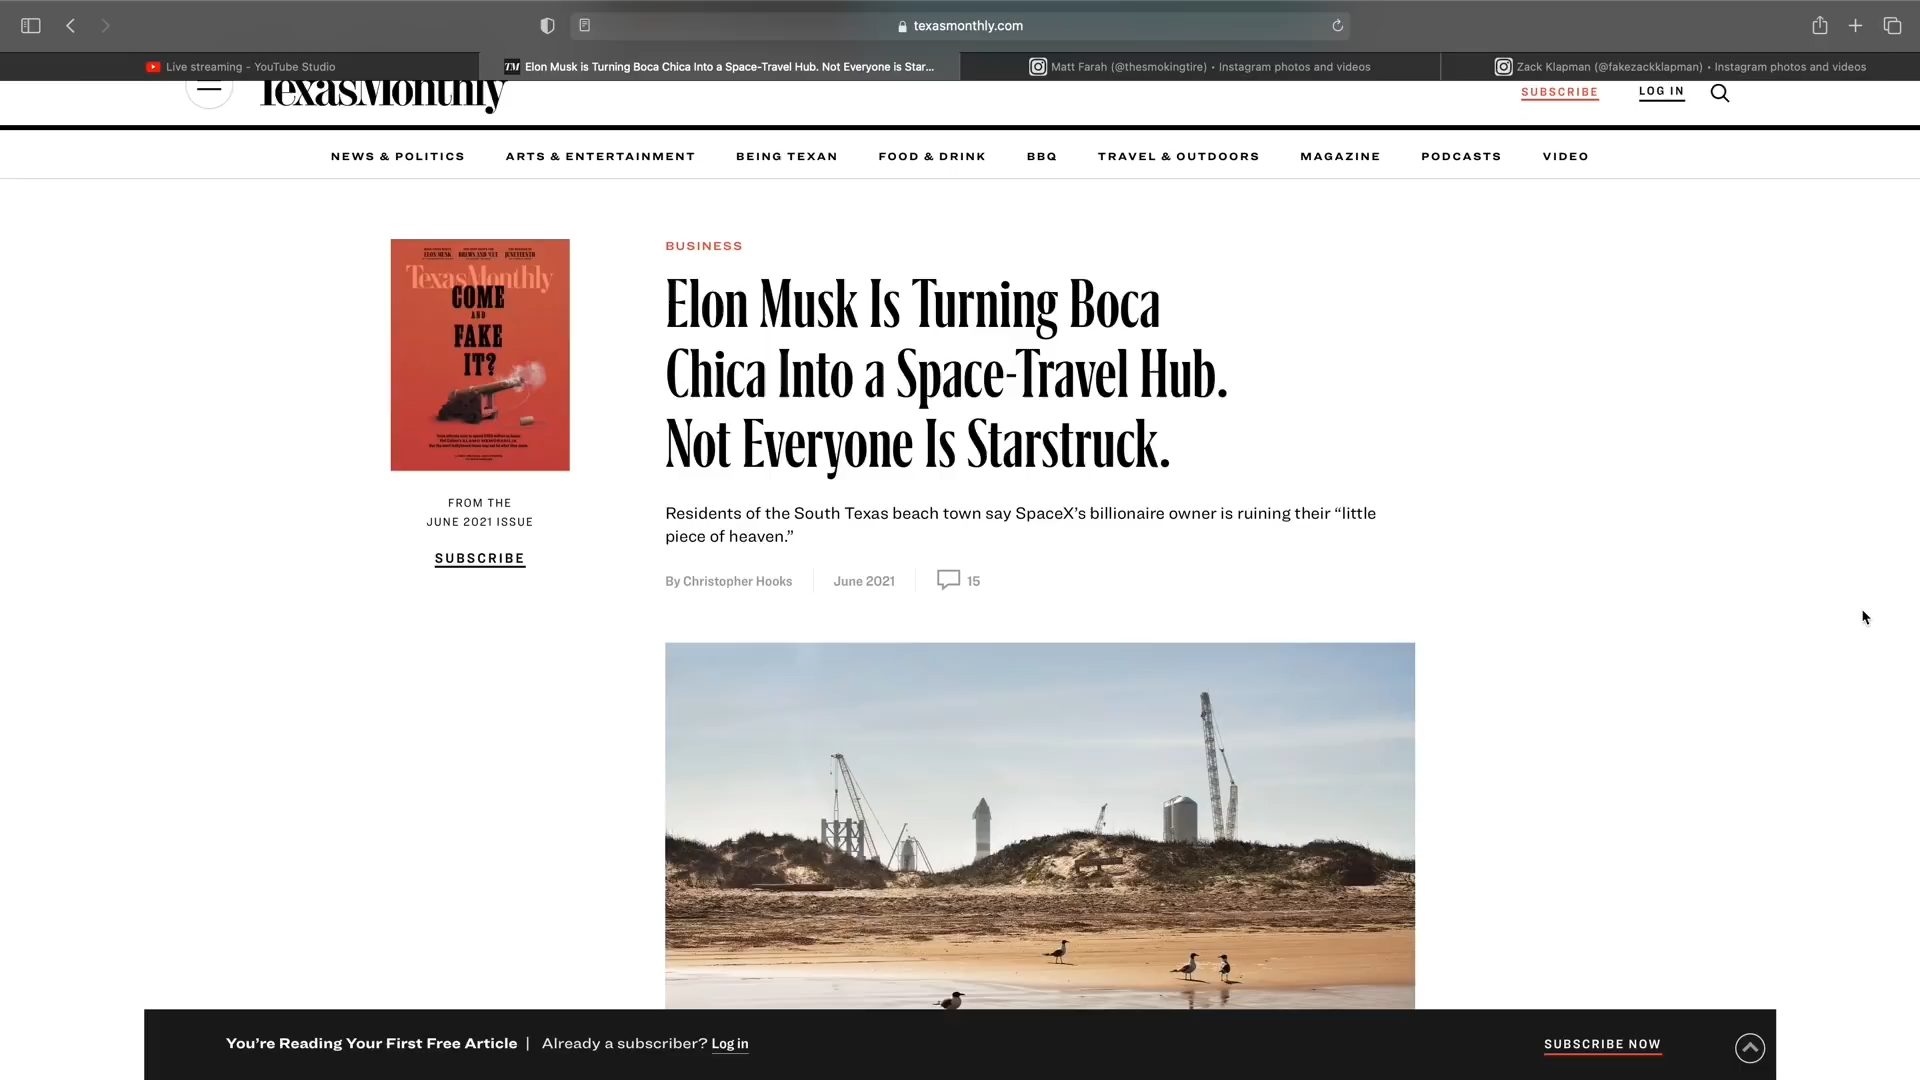 texasmonthly.com
Live streaming - YouTube Studio
TM Elon Musk is Turning Boca Chica Into a Space-Travel Hub. Not Everyone is Star...
Matt Farah (@thesmokingtire) • Instagram photos and videos
Zack Klapman (@fakezackklapman) • Instagram photos and videos
TexasMonthly
SUBSCRIBE
LOG IN
NEWS & POLITICS
ARTS & ENTERTAINMENT
BEING TEXAN
FOOD & DRINK
BBQ
TRAVEL & OUTDOORS
MAGAZINE
PODCASTS
VIDEO
ELON MUSK
JUNETEENTH
TexasMonthly
COME
AND
FAKE
IT?
FROM THE
JUNE 2021 ISSUE
SUBSCRIBE
BUSINESS
Elon Musk Is Turning Boca
Chica Into a Space-Travel Hub.
Not Everyone Is Starstruck.
Residents of the South Texas beach town say SpaceX’s billionaire owner is ruining their “little
piece of heaven.”
By Christopher Hooks
June 2021
15
You’re Reading Your First Free Article | Already a subscriber? Log in
SUBSCRIBE NOW